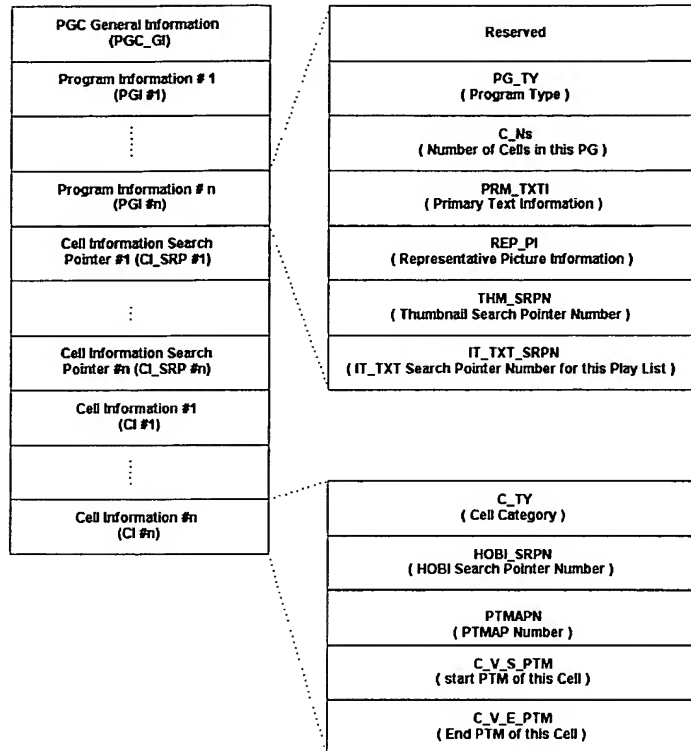 PGC General Information
(PGC_GI)
Program Information # 1
(PGI #1)
Program Information # n
(PGI #n)
Cell Information Search
Pointer #1 (CI_SRP #1)
Cell Information Search
Pointer #n (CI_SRP #n)
Cell Information #1
(CI #1)
Cell Information #n
(CI #n)
Reserved
PG_TY
( Program Type )
C_Ns
( Number of Cells in this PG )
PRM_TXTI
( Primary Text Information )
REP_PI
( Representative Picture Information )
THM_SRPN
( Thumbnail Search Pointer Number )
IT_TXT_SRPN
( IT_TXT Search Pointer Number for this Play List )
C_TY
( Cell Category )
HOBI_SRPN
( HOBI Search Pointer Number )
PTMAPN
( PTMAP Number )
C_V_S_PTM
( start PTM of this Cell )
C_V_E_PTM
( End PTM of this Cell )